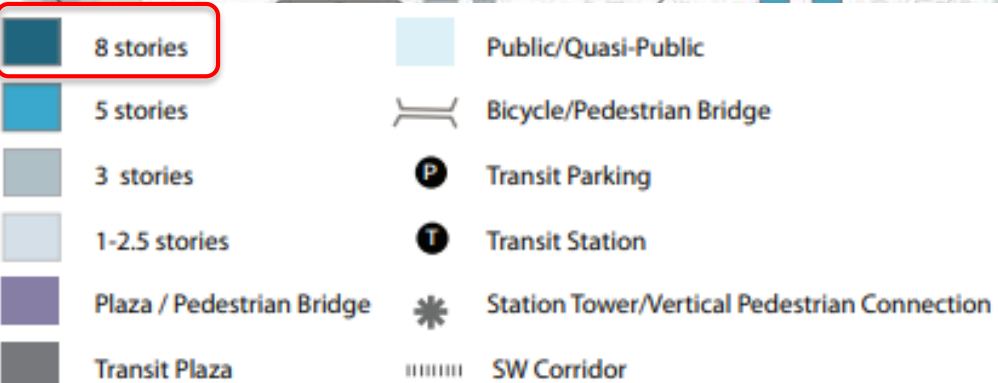 8 stories
Public/Quasi-Public
5 stories
Bicycle/Pedestrian Bridge
3 stories
P
Transit Parking
1-2.5 stories
T
Transit Station
Plaza / Pedestrian Bridge
Station Tower/Vertical Pedestrian Connection
Transit Plaza
SW Corridor